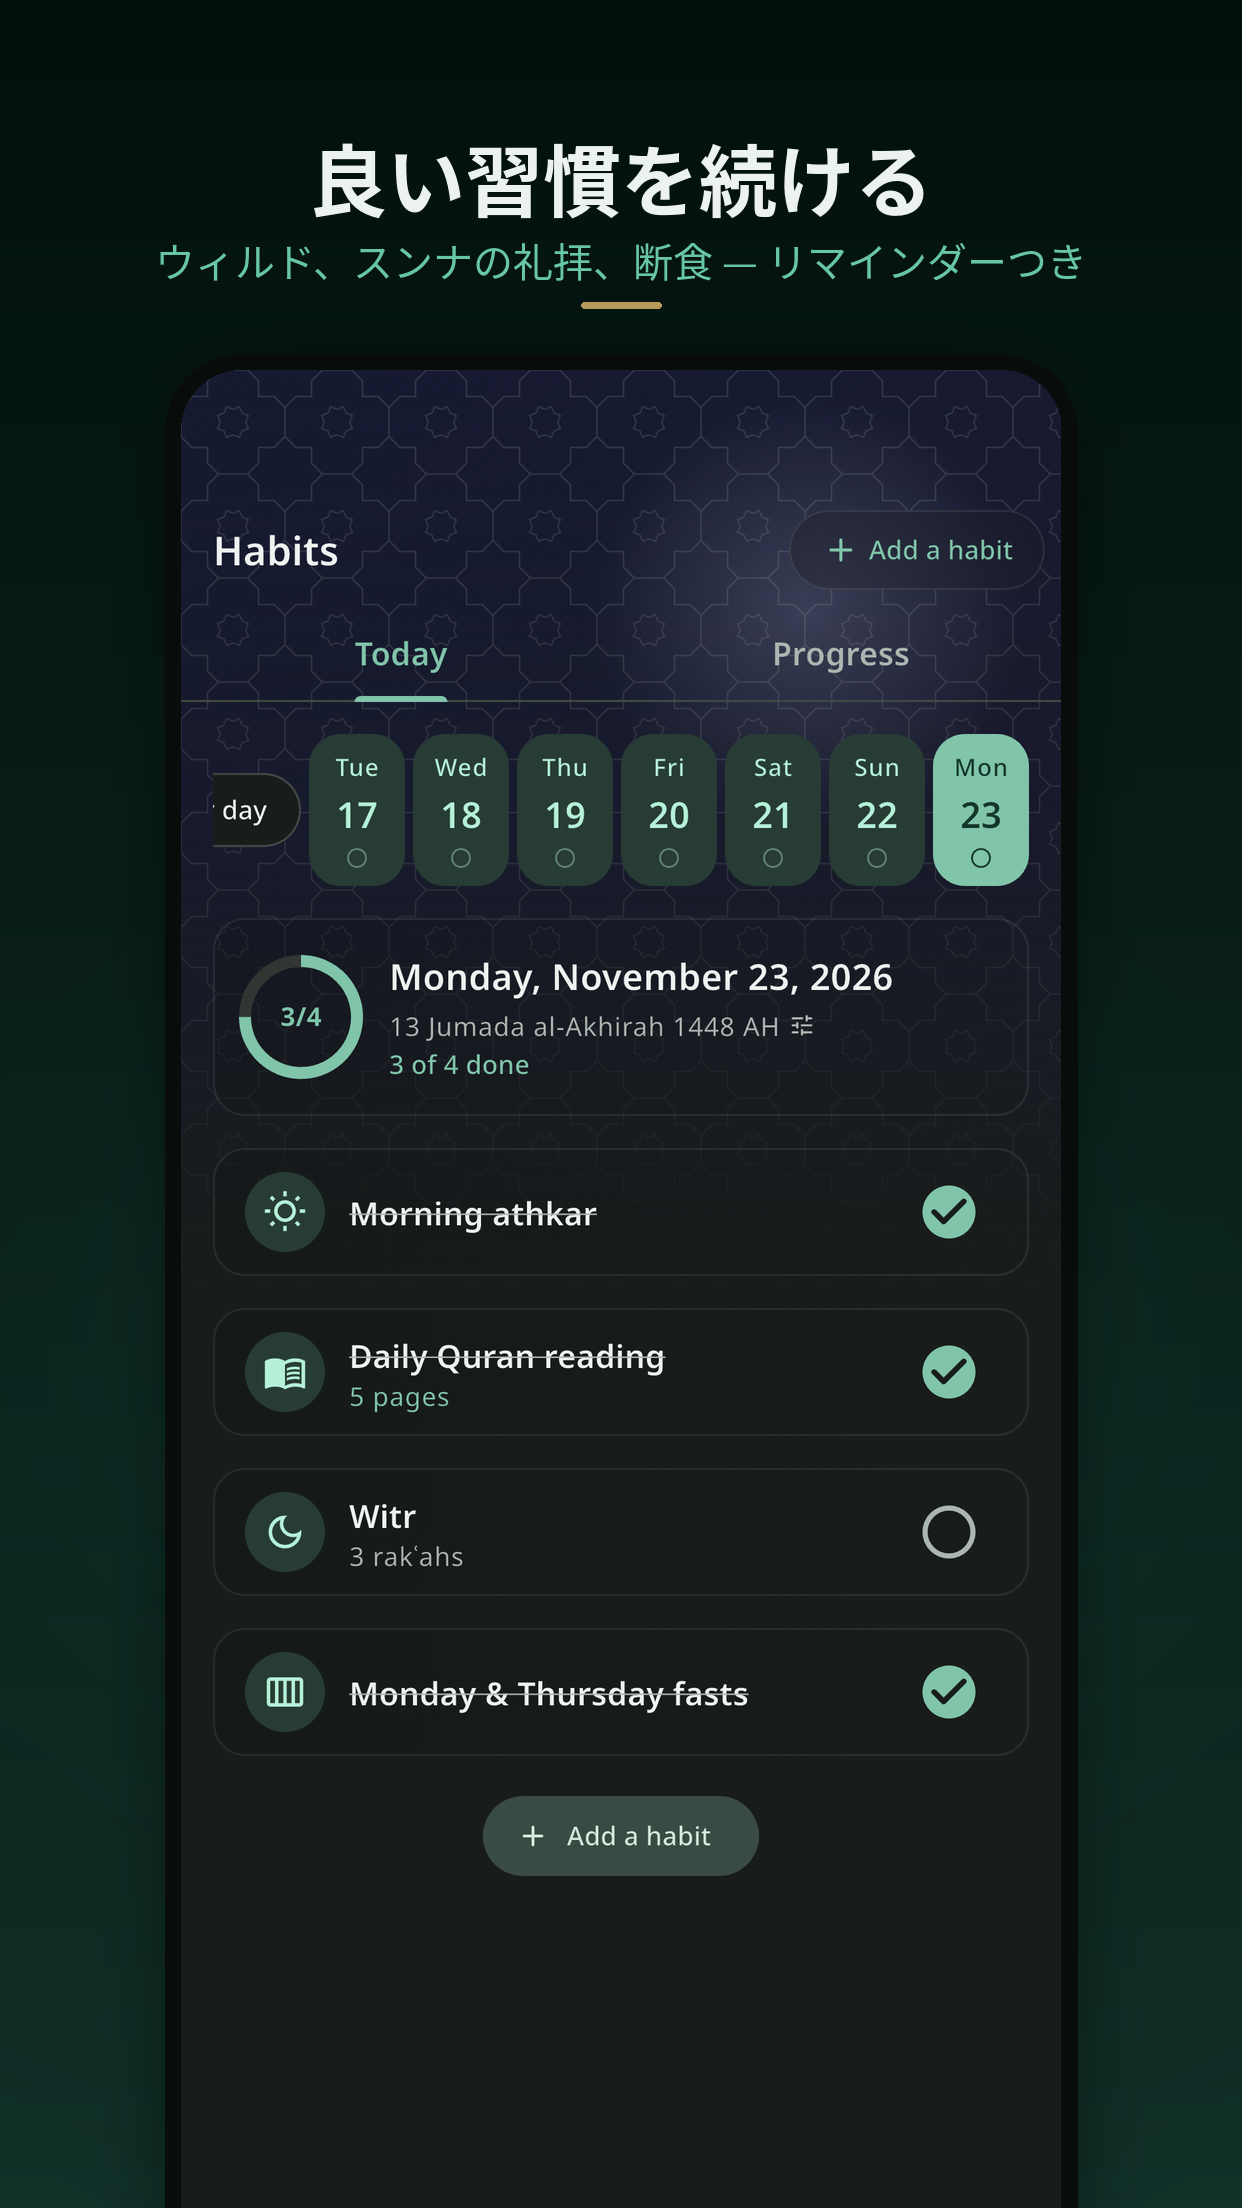 良い習慣を続ける
ウィルド、スンナの礼拝、断食 — リマインダーつき
Habits
+ Add a habit
Today
Progress
day
Tue
17
Wed
18
Thu
19
Fri
20
Sat
21
Sun
22
Mon
23
3/4
Monday, November 23, 2026
13 Jumada al-Akhirah 1448 AH
3 of 4 done
Morning athkar
Daily Quran reading
5 pages
Witr
3 rakʿahs
Monday & Thursday fasts
+ Add a habit